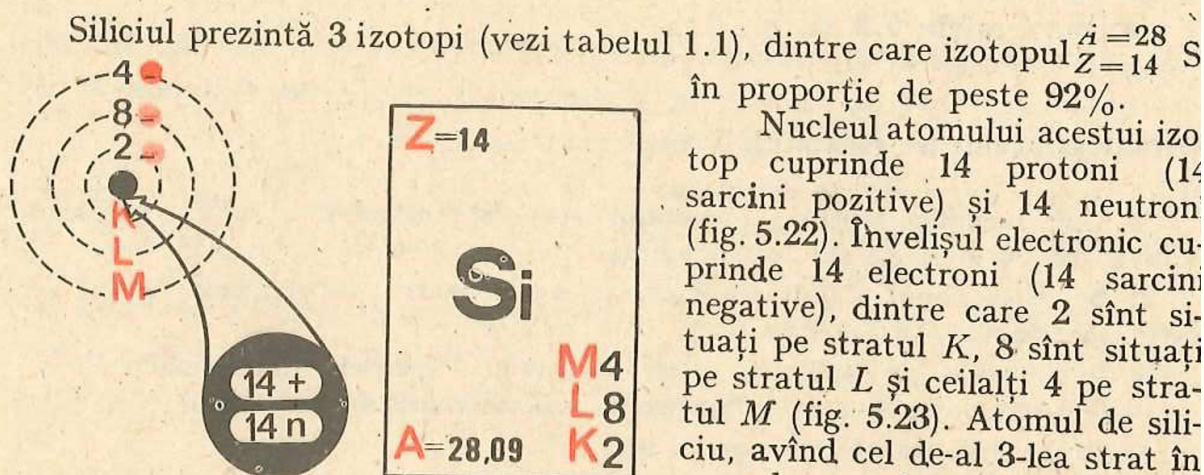 Siliciul prezintă 3 izotopi (vezi tabelul 1.1), dintre care izotopul A=28 Z=14 S
în proporție de peste 92%.
Nucleul atomului acestui izo-
top cuprinde 14 protoni (14
sarcini pozitive) și 14 neutroni
(fig. 5.22). Învelișul electronic cu-
prinde 14 electroni (14 sarcini
negative), dintre care 2 sînt si-
tuați pe stratul K, 8 sînt situați
pe stratul L și ceilalți 4 pe stra-
tul M (fig. 5.23). Atomul de sili-
ciu, avînd cel de-al 3-lea strat în
4 -
8 -
2 -
K
L
M
14 +
14 n
Z=14
Si
M4
L8
A=28,09 K2